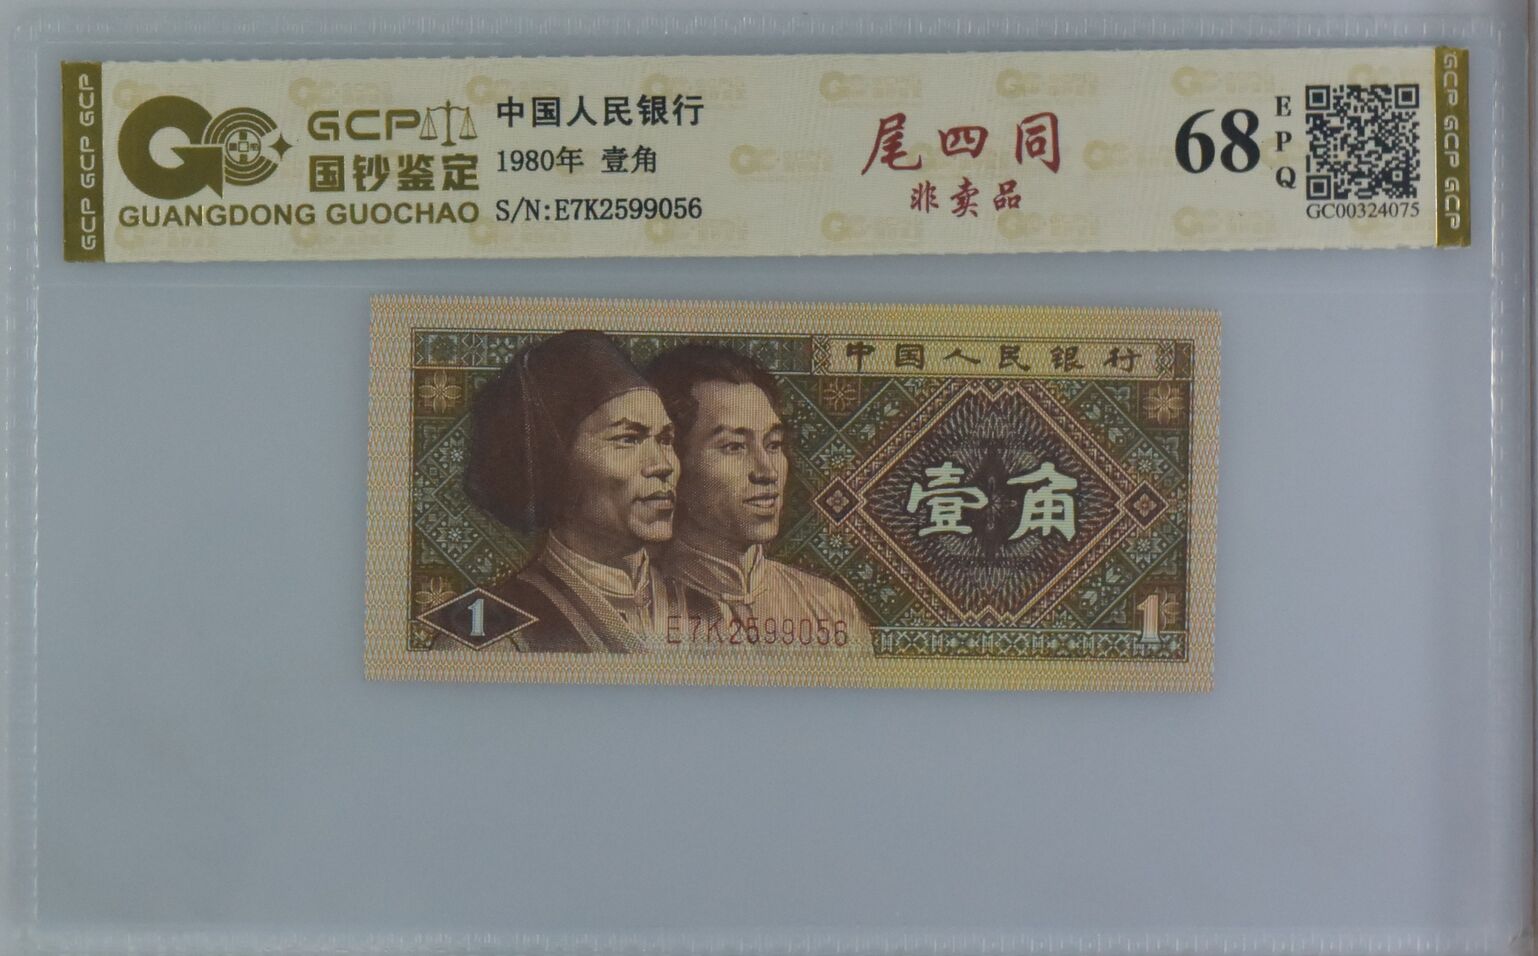 GCP GCP GCP
GCP
国钞鉴定
GUANGDONG GUOCHAO
中国人民银行
1980年 壹角
S/N:E7K2599056
尾四同
非卖品
68
EPQ
GC00324075
GCP GCP GCP
中国人民银行
壹角
1
E7K2599056
1